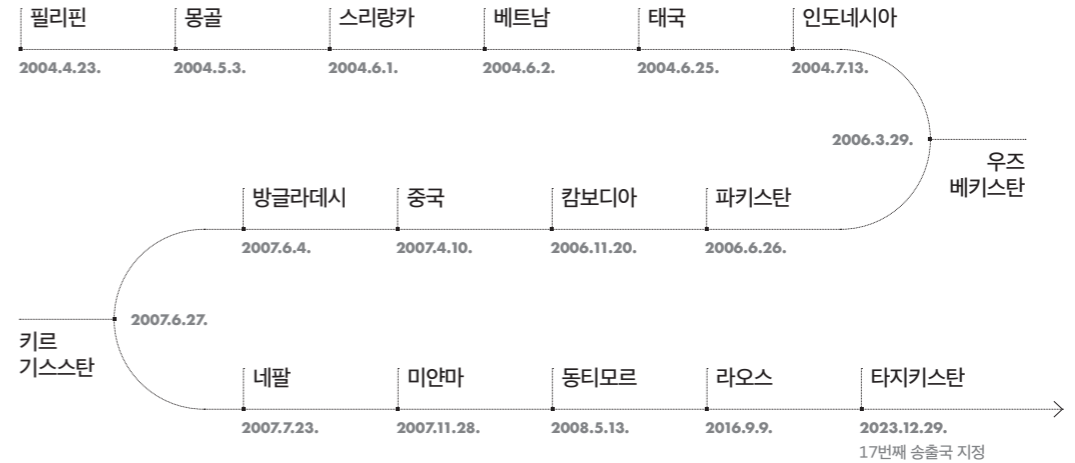 필리핀
2004.4.23.
몽골
2004.5.3.
스리랑카
2004.6.1.
베트남
2004.6.2.
태국
2004.6.25.
인도네시아
2004.7.13.
2006.3.29.
우즈
베키스탄
파키스탄
2006.6.26.
캄보디아
2006.11.20.
중국
2007.4.10.
방글라데시
2007.6.4.
2007.6.27.
키르
기스스탄
네팔
2007.7.23.
미얀마
2007.11.28.
동티모르
2008.5.13.
라오스
2016.9.9.
타지키스탄
2023.12.29.
17번째 송출국 지정